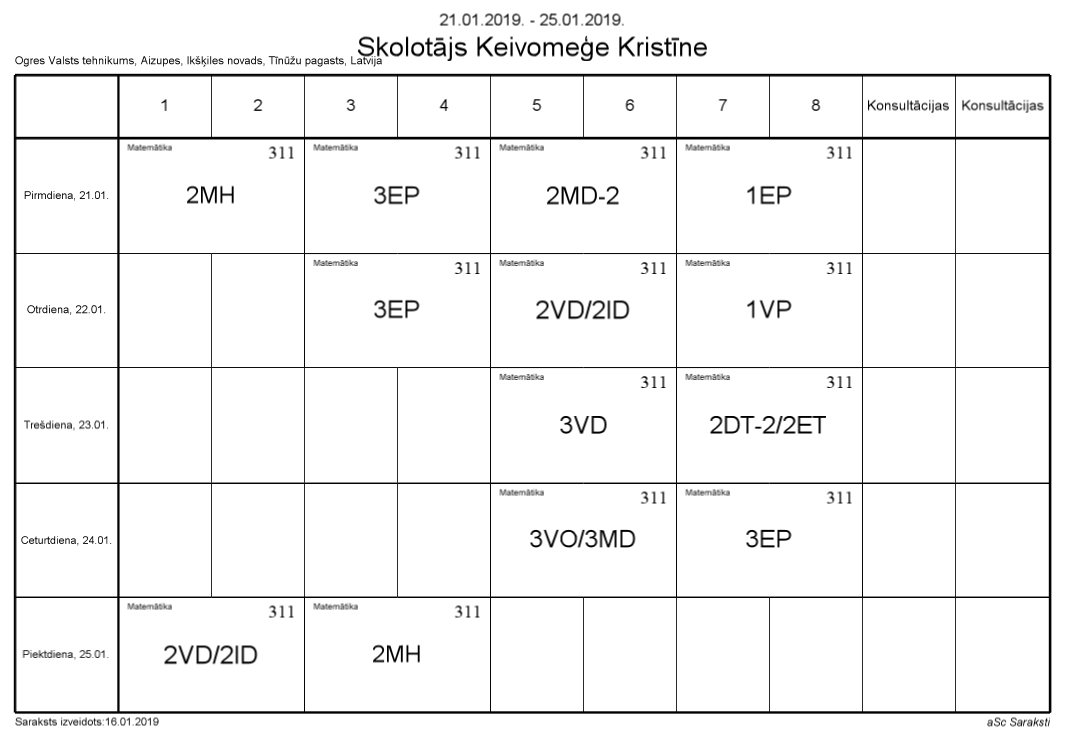 21.01.2019. - 25.01.2019.
Skolotājs Keivomeģe Kristīne
Ogres Valsts tehnikums, Aizupes, Ikšķiles novads, Tīnūžu pagasts, Latvija
1 2 3 4 5 6 7 8 Konsultācijas Konsultācijas
Matemātika 311 Matemātika 311 Matemātika 311 Matemātika 311
Pirmdiena, 21.01. 2MH 3EP 2MD-2 1EP
Matemātika 311 Matemātika 311 Matemātika 311
Otrdiena, 22.01. 3EP 2VD/2ID 1VP
Matemātika 311 Matemātika 311
Trešdiena, 23.01. 3VD 2DT-2/2ET
Matemātika 311 Matemātika 311
Ceturtdiena, 24.01. 3VO/3MD 3EP
Matemātika 311 Matemātika 311
Piektdiena, 25.01. 2VD/2ID 2MH
Saraksts izveidots:16.01.2019 aSc Saraksti